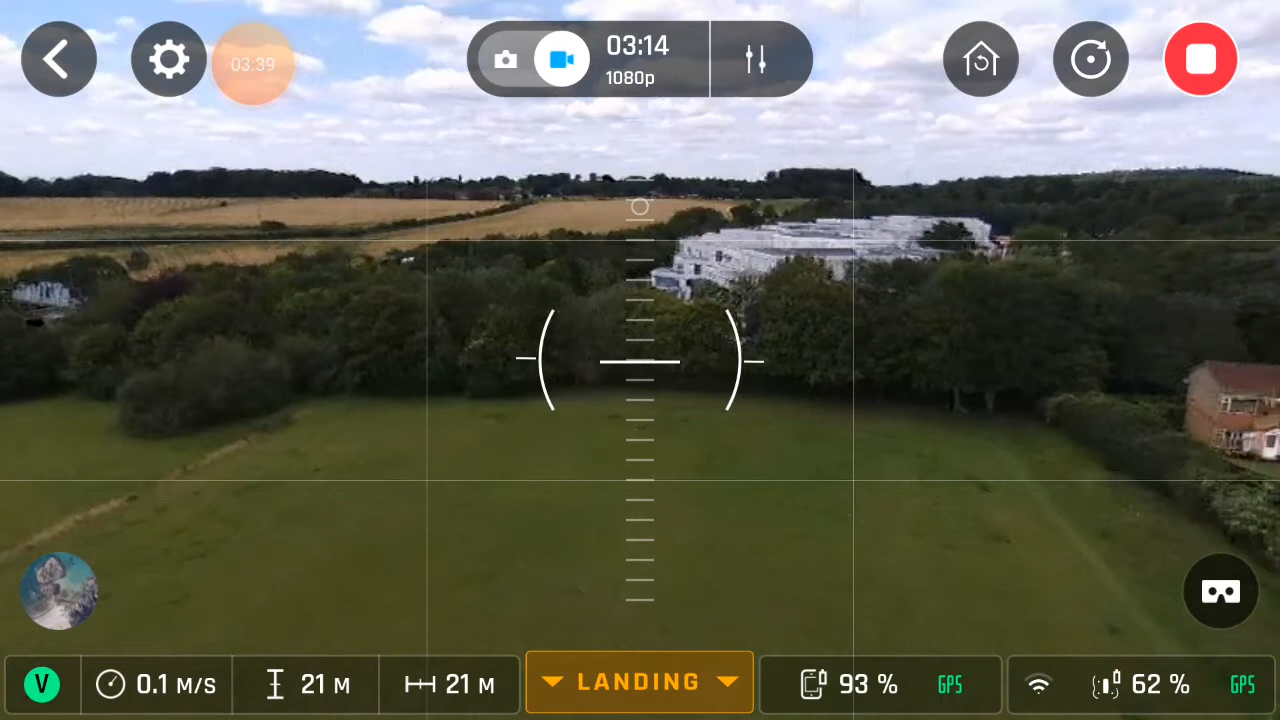 03:39
03:14
1080p
V
0.1 M/S
21 M
21 M
LANDING
93 %
GPS
62 %
GPS